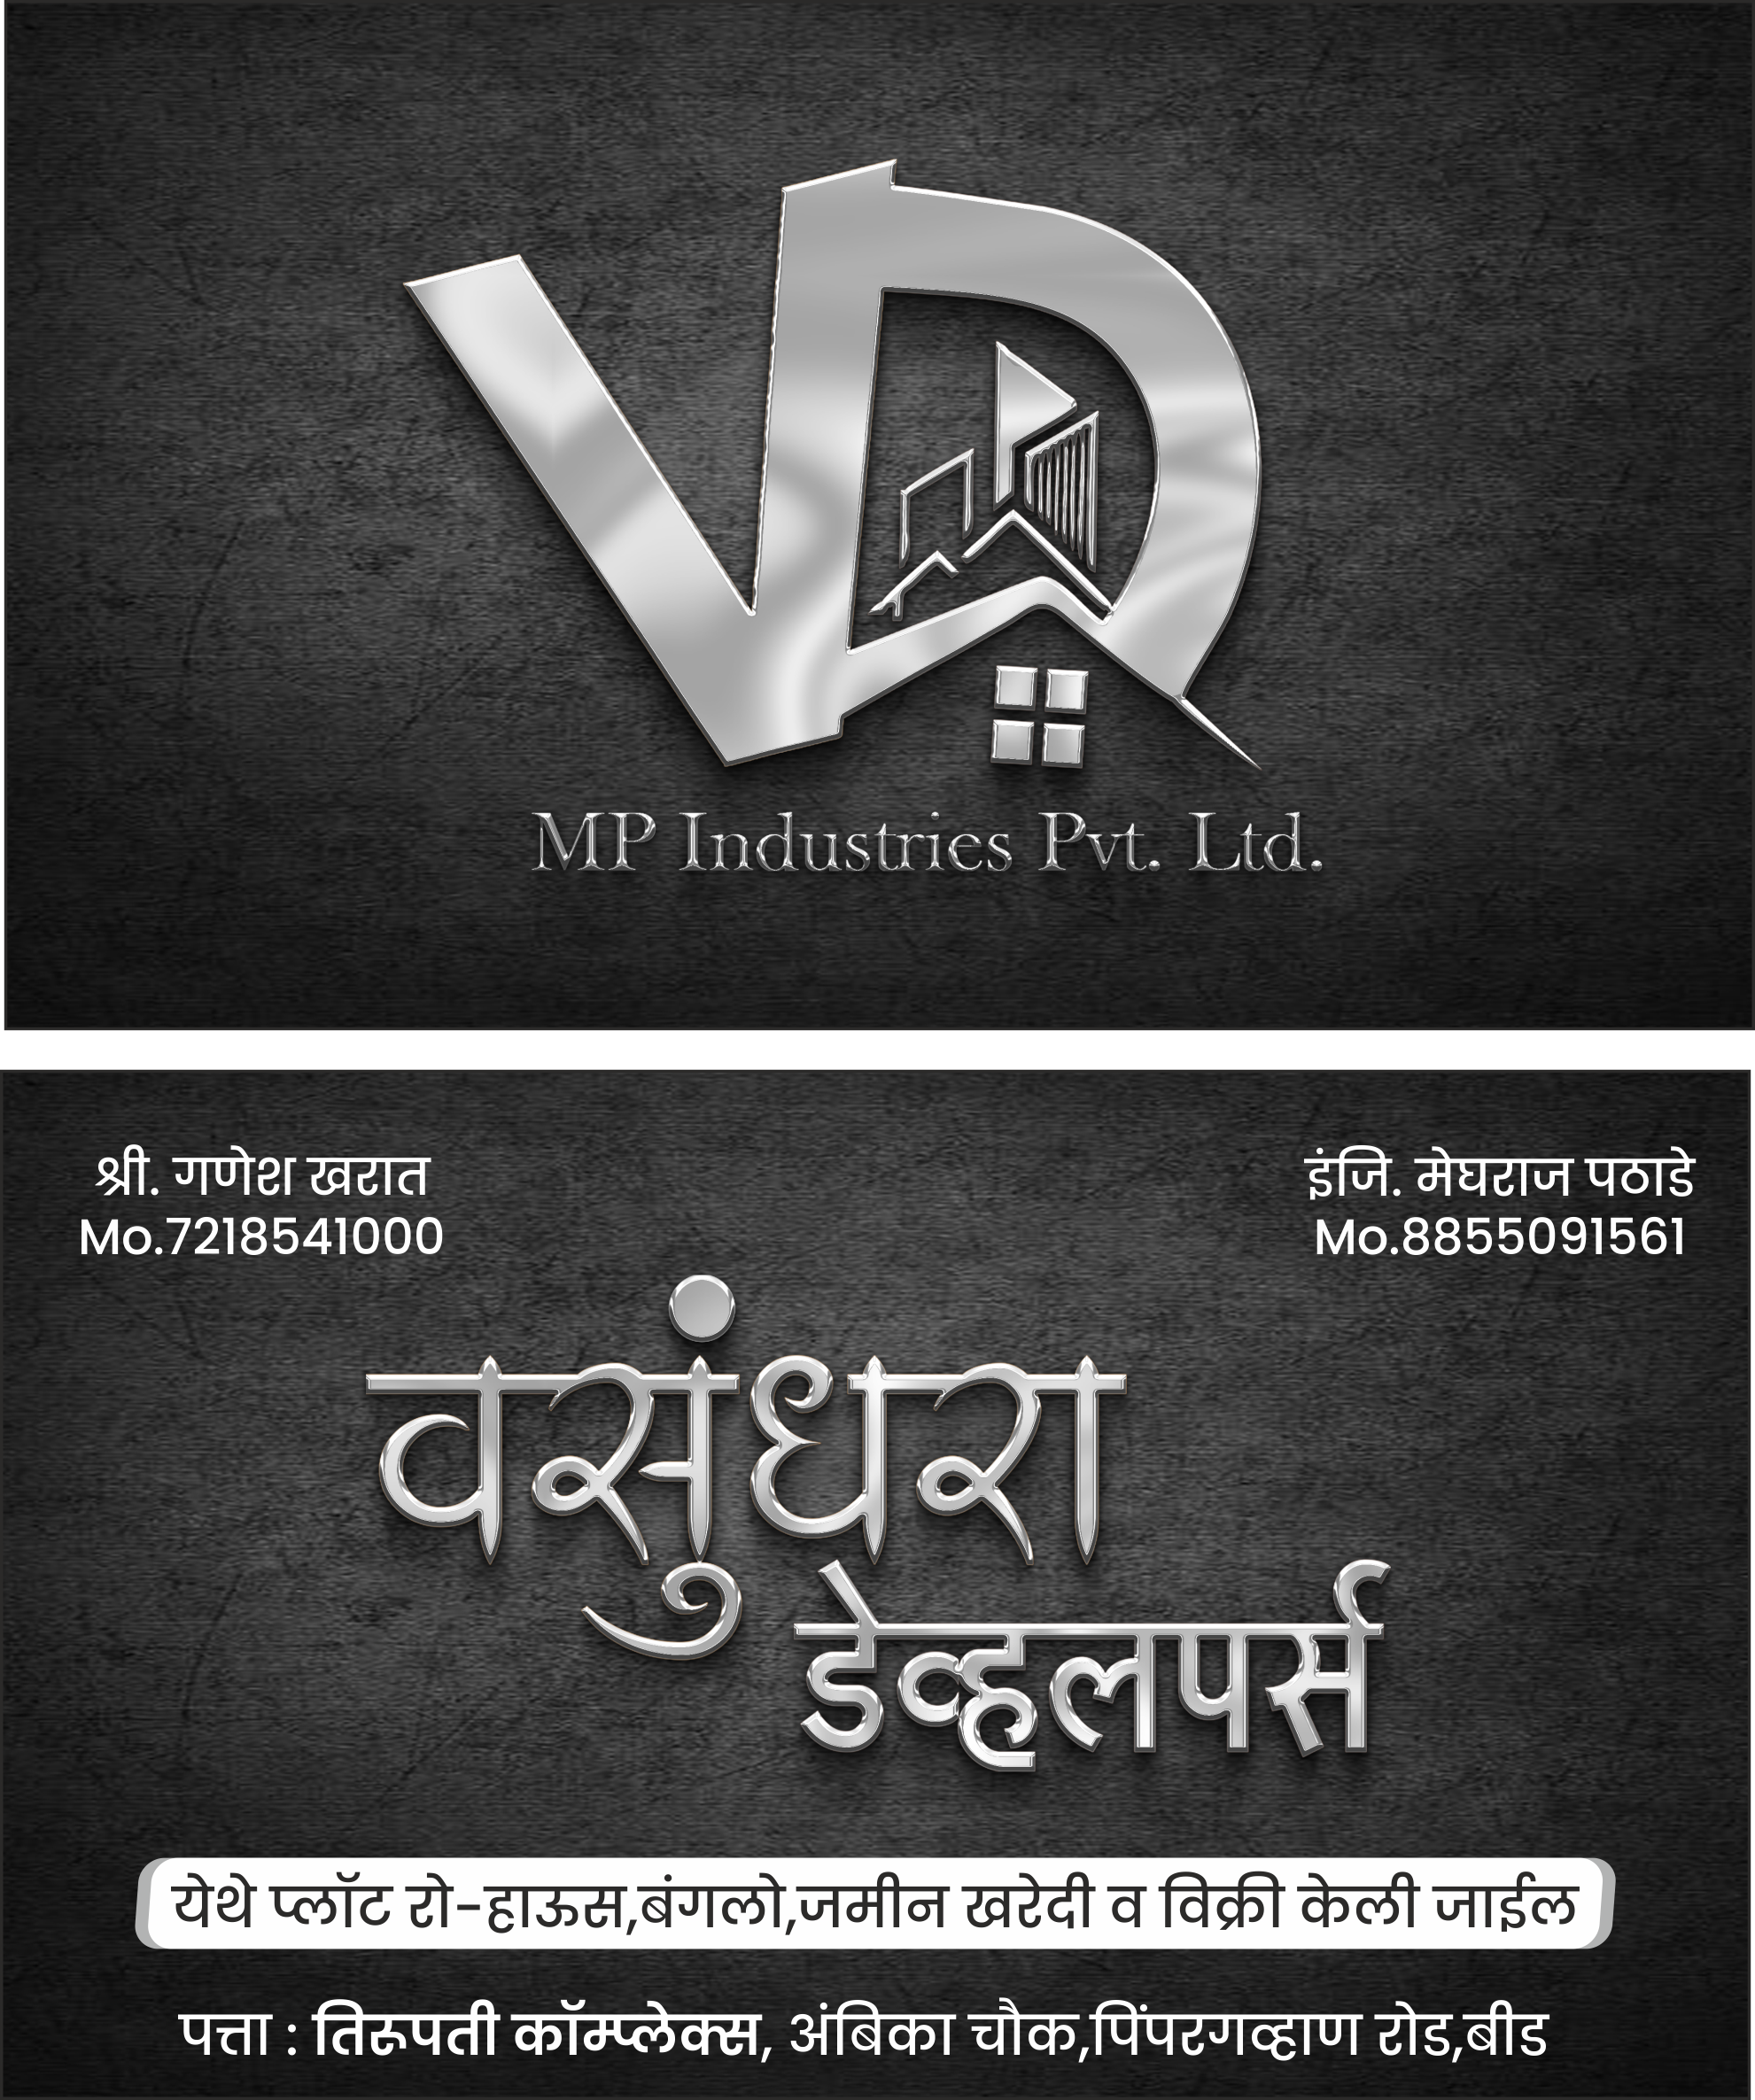 VD
MP Industries Pvt. Ltd.
श्री. गणेश खरात
Mo.7218541000
इंजि. मेघराज पठाडे
Mo.8855091561
वसुंधरा
डेव्हलपर्स
येथे प्लॉट रो-हाऊस,बंगलो,जमीन खरेदी व विक्री केली जाईल
पत्ता : तिरूपती कॉम्प्लेक्स, अंबिका चौक,पिंपरगव्हाण रोड,बीड